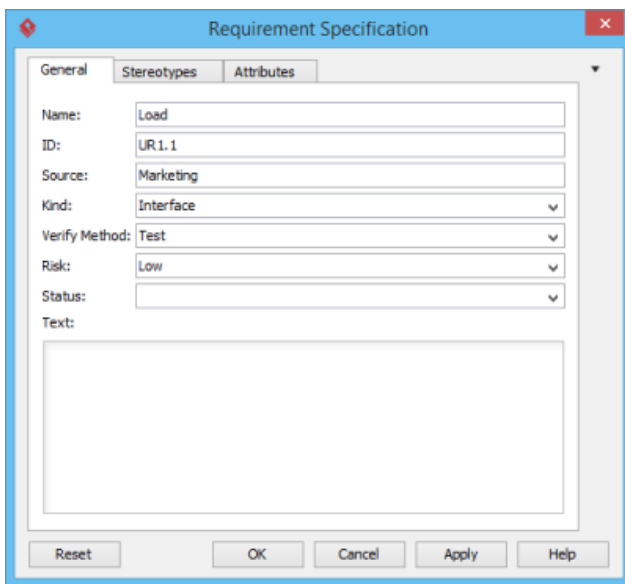 Requirement Specification
General Stereotypes Attributes
Name: Load
ID: UR1.1
Source: Marketing
Kind: Interface
Verify Method: Test
Risk: Low
Status:
Text:
Reset OK Cancel Apply Help